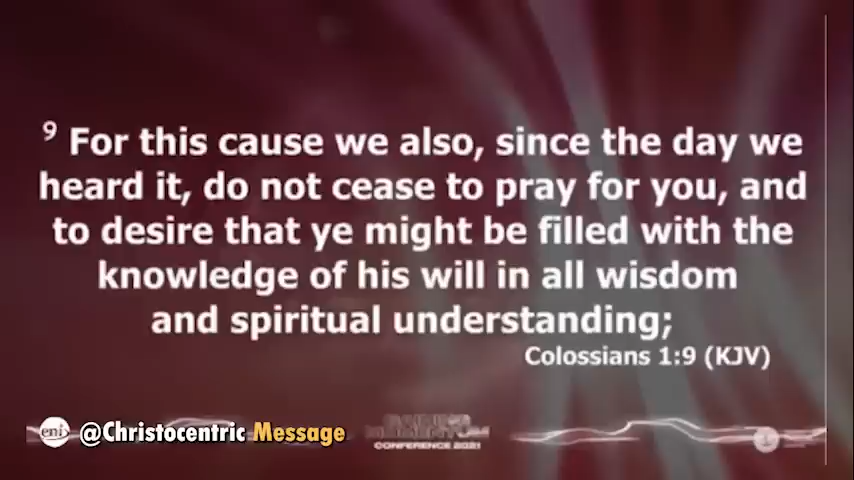 9 For this cause we also, since the day we
heard it, do not cease to pray for you, and
to desire that ye might be filled with the
knowledge of his will in all wisdom
and spiritual understanding;
Colossians 1:9 (KJV)
eni
@Christocentric Message
CONFERENCE 2021